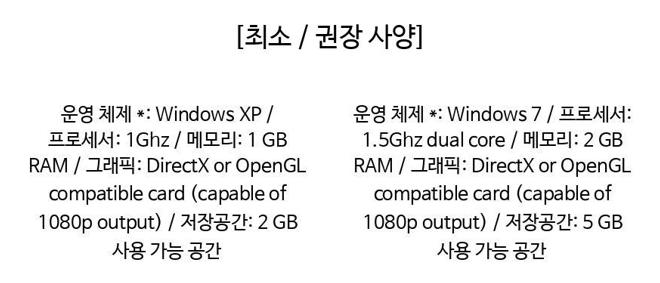 [최소 / 권장 사양]
운영 체제 *: Windows XP /
프로세서: 1Ghz / 메모리: 1 GB
RAM / 그래픽: DirectX or OpenGL
compatible card (capable of
1080p output) / 저장공간: 2 GB
사용 가능 공간
운영 체제 *: Windows 7 / 프로세서:
1.5Ghz dual core / 메모리: 2 GB
RAM / 그래픽: DirectX or OpenGL
compatible card (capable of
1080p output) / 저장공간: 5 GB
사용 가능 공간